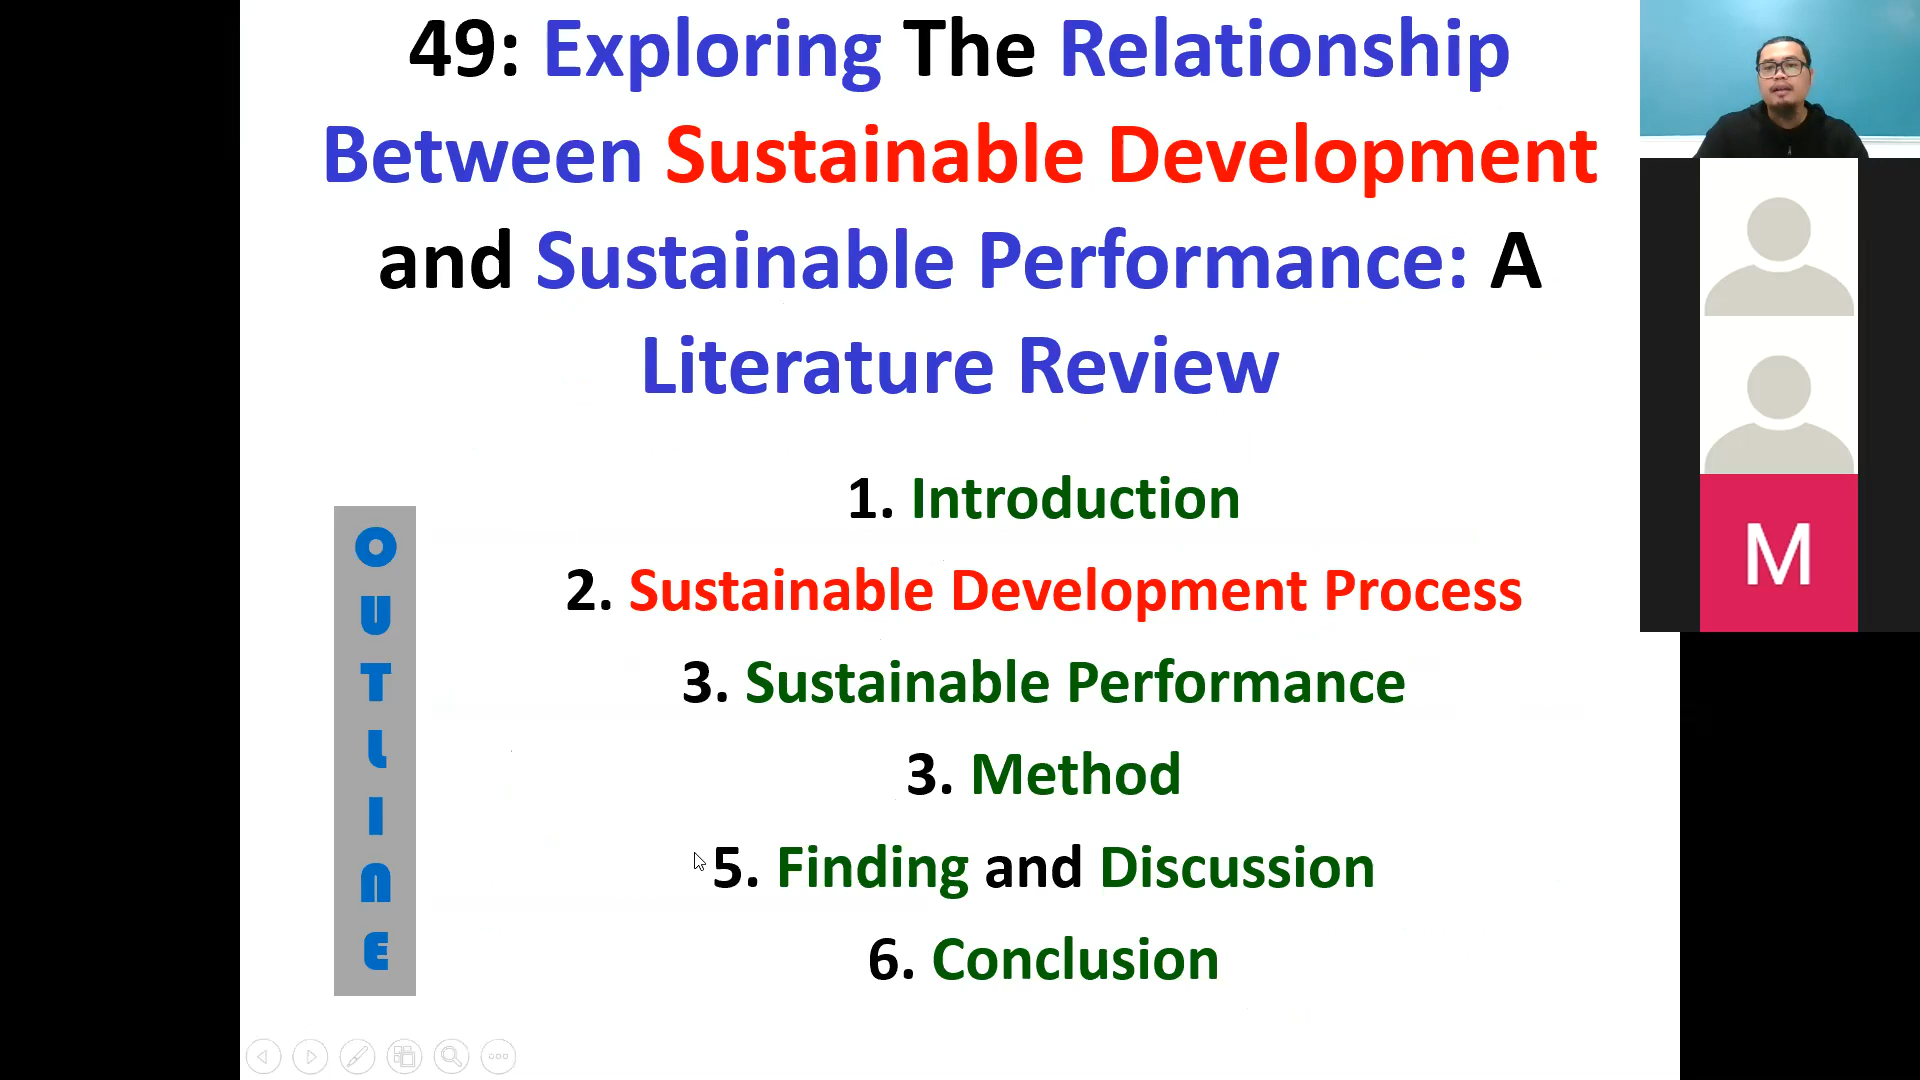 49: Exploring The Relationship
Between Sustainable Development
and Sustainable Performance: A
Literature Review
OUTLINE
1. Introduction
2. Sustainable Development Process
3. Sustainable Performance
3. Method
5. Finding and Discussion
6. Conclusion
M